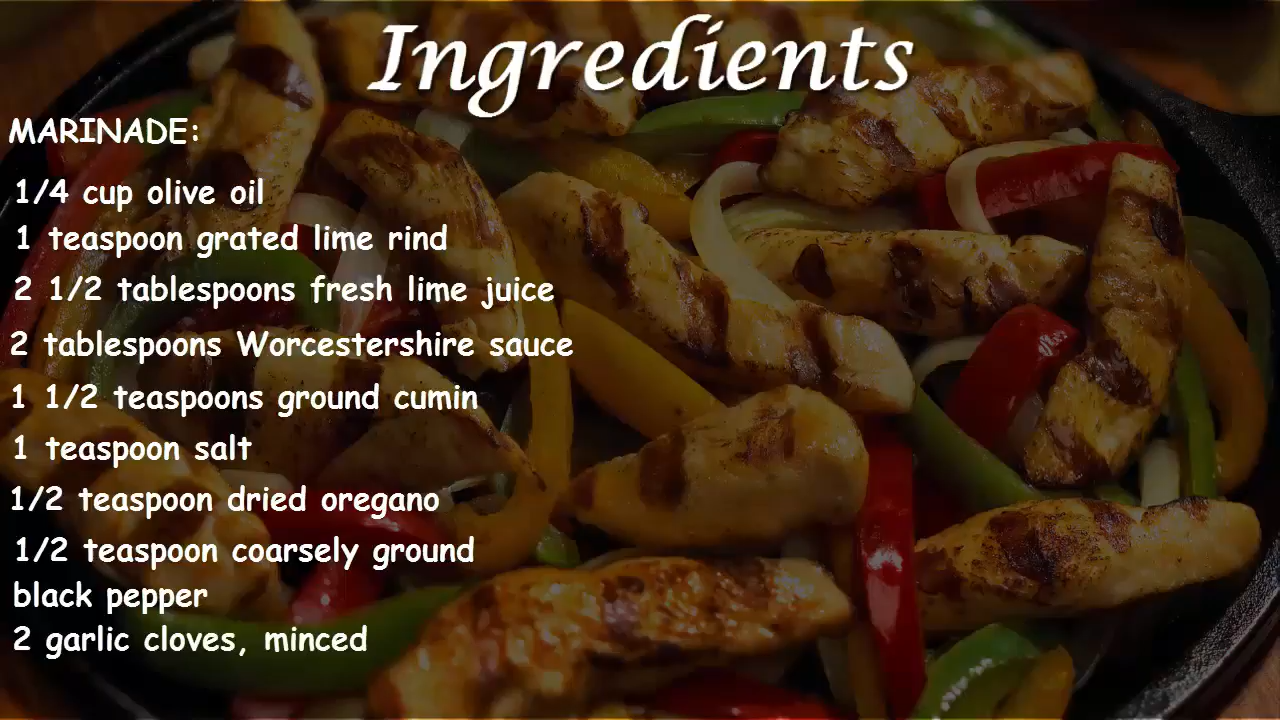 Ingredients
MARINADE:
1/4 cup olive oil
1 teaspoon grated lime rind
2 1/2 tablespoons fresh lime juice
2 tablespoons Worcestershire sauce
1 1/2 teaspoons ground cumin
1 teaspoon salt
1/2 teaspoon dried oregano
1/2 teaspoon coarsely ground
black pepper
2 garlic cloves, minced